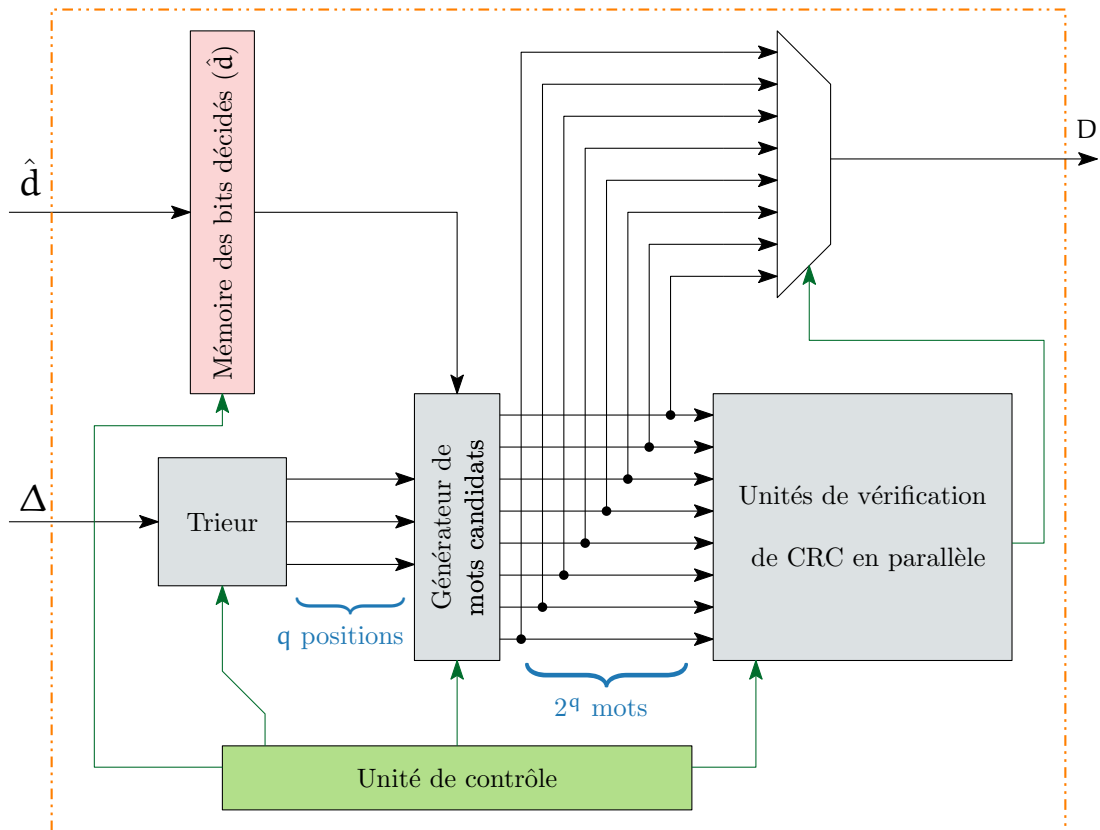 D
d̂
Mémoire des bits décidés (d̂)
Δ
Trieur
Générateur de
mots candidats
Unités de vérification
de CRC en parallèle
q positions
2^q mots
Unité de contrôle